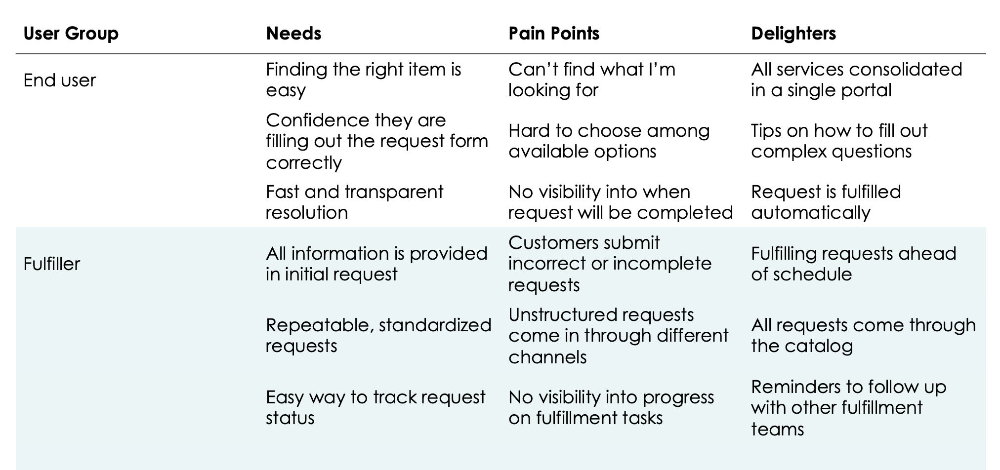 User Group Needs Pain Points Delighters
End user
Finding the right item is
easy
Can’t find what I’m
looking for
All services consolidated
in a single portal
Confidence they are
filling out the request form
correctly
Hard to choose among
available options
Tips on how to fill out
complex questions
Fast and transparent
resolution
No visibility into when
request will be completed
Request is fulfilled
automatically
Fulfiller
All information is provided
in initial request
Customers submit
incorrect or incomplete
requests
Fulfilling requests ahead
of schedule
Repeatable, standardized
requests
Unstructured requests
come in through different
channels
All requests come through
the catalog
Easy way to track request
status
No visibility into progress
on fulfillment tasks
Reminders to follow up
with other fulfillment
teams